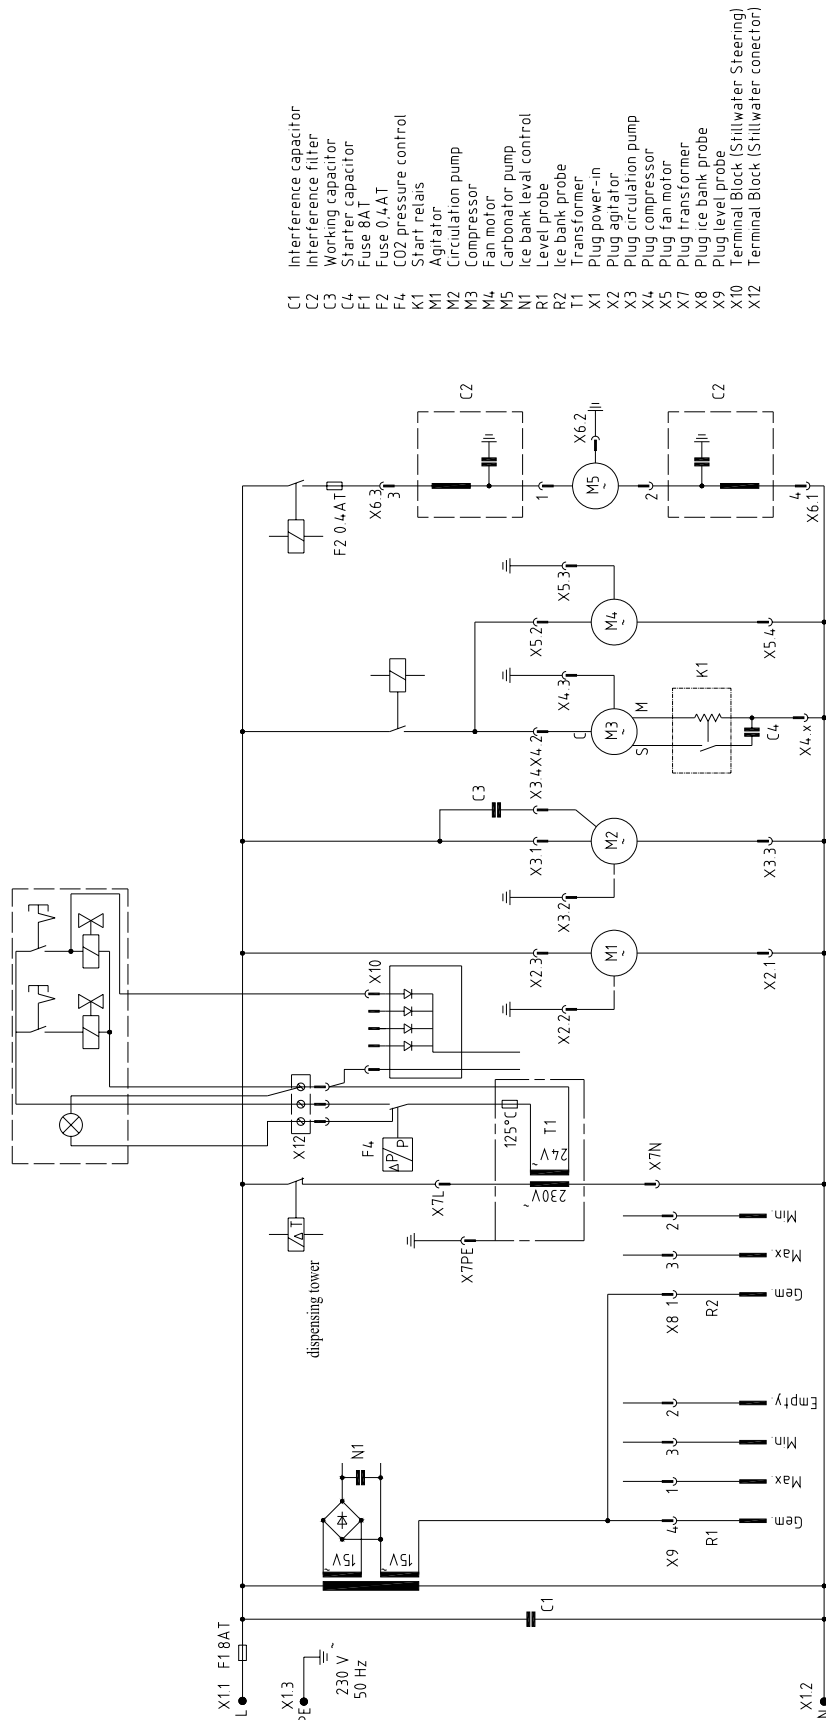 C1 Interference capacitor
C2 Interference filter
C3 Working capacitor
C4 Starter capacitor
F1 Fuse 8AT
F2 Fuse 0,4AT
F4 CO2 pressure control
K1 Start relais
M1 Agitator
M2 Circiulation pump
M3 Compressor
M4 Fan motor
M5 Carbonator pump
N1 Ice bank leval control
R1 Level probe
R2 Ice bank probe
T1 Transformer
X1 Plug power-in
X2 Plug agitator
X3 Plug circulation pump
X4 Plug compressor
X5 Plug fan motor
X7 Plug transformer
X8 Plug ice bank probe
X9 Plug level probe
X10 Terminal Block (Stillwater Steering)
X12 Terminal Block (Stillwater conector)
X1.1
L
F1 8AT
X1.3
PE
230 V ~
50 Hz
X1.2
N
C1
15V ~
15V ~
N1
X9
4
1
3
2
R1
Gem.
Max.
Min.
Empty.
X8
1
3
2
R2
Gem.
Max.
Min.
dispensing tower
ΔT
X7PE
X7L
230V ~
24V ~
T1
125°C
X7N
F4
ΔP/P
X12
X10
X2.2
X2.3
M1 ~
X2.1
X3.2
X3.1
C3
X3.4
M2 ~
X3.3
X4.2
X4.3
C
M3 ~
S
M
K1
C4
X4.x
X5.2
X5.3
M4 ~
X5.4
F2 0.4AT
X6.3
3
C2
1
M5 ~
X6.2
2
C2
4
X6.1